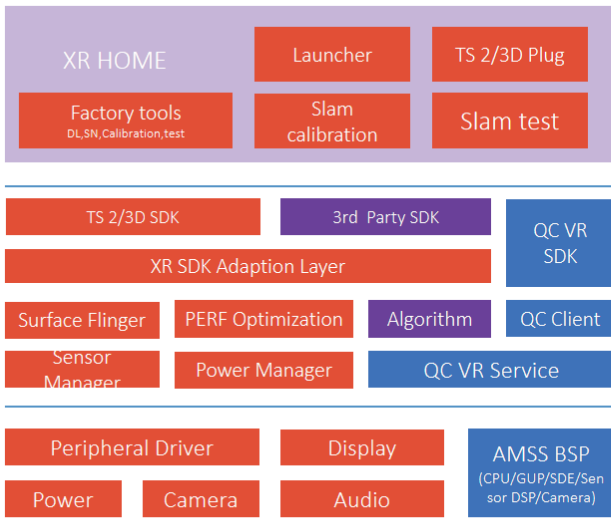 XR HOME
Launcher
TS 2/3D Plug
Factory tools
DL,SN,Calibration,test
Slam
calibration
Slam test
TS 2/3D SDK
3rd Party SDK
QC VR
SDK
XR SDK Adaption Layer
Surface Flinger
PERF Optimization
Algorithm
QC Client
Sensor
Manager
Power Manager
QC VR Service
Peripheral Driver
Display
AMSS BSP
(CPU/GUP/SDE/Sen
sor DSP/Camera)
Power
Camera
Audio